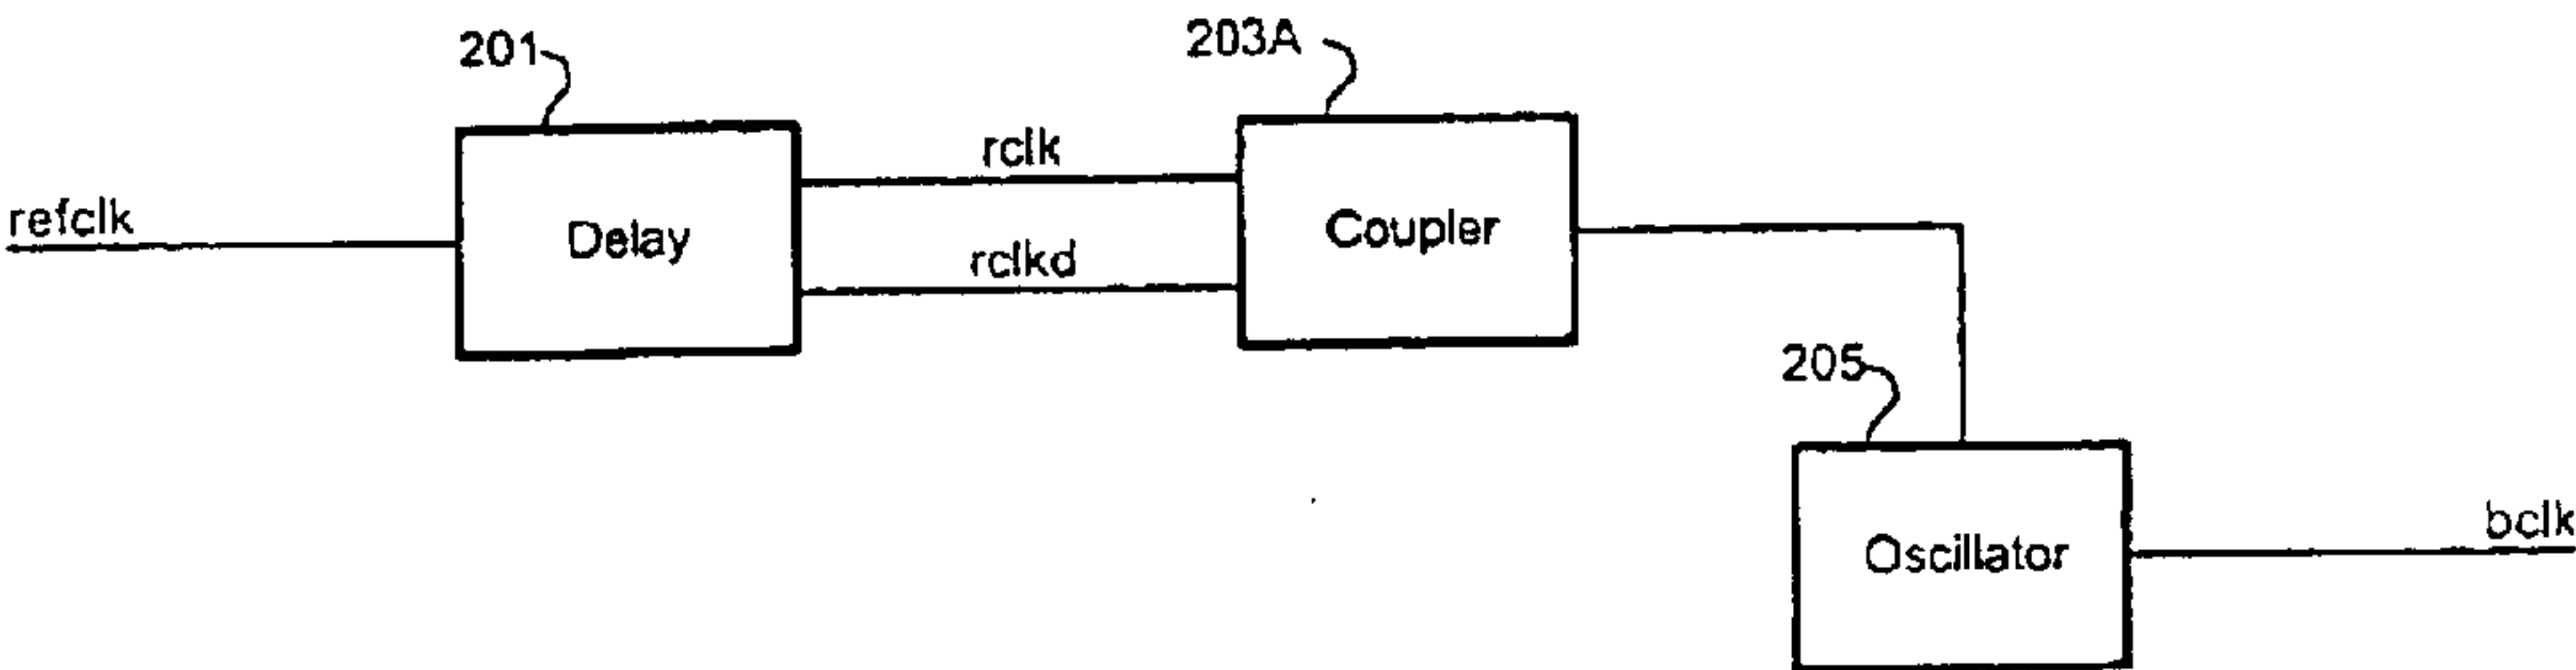 201
203A
rclk
refclk
Delay
Coupler
rclkd
205
Oscillator
bclk